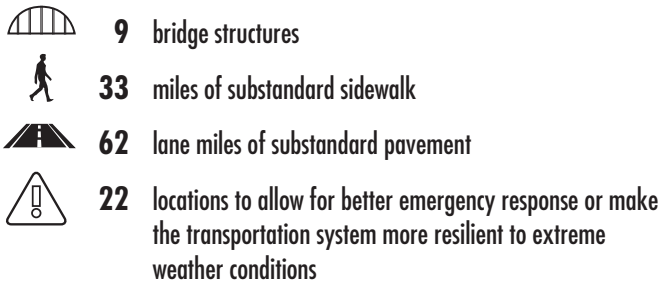 9 bridge structures
33 miles of substandard sidewalk
62 lane miles of substandard pavement
22 locations to allow for better emergency response or make
the transportation system more resilient to extreme
weather conditions